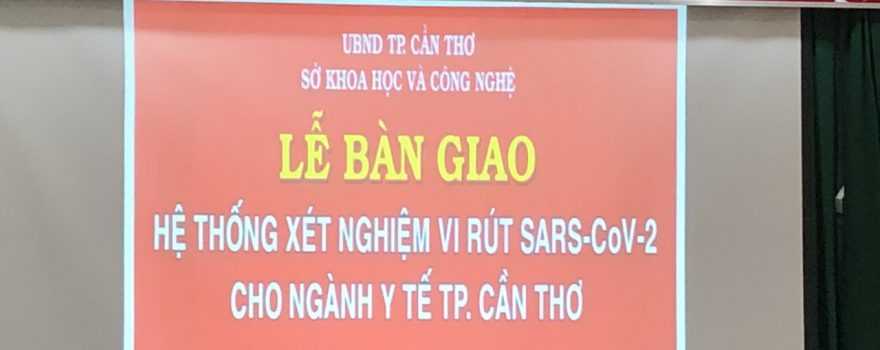 UBND TP. CẦN THƠ
SỞ KHOA HỌC VÀ CÔNG NGHỆ
LỄ BÀN GIAO
HỆ THỐNG XÉT NGHIỆM VI RÚT SARS-CoV-2
CHO NGÀNH Y TẾ TP. CẦN THƠ